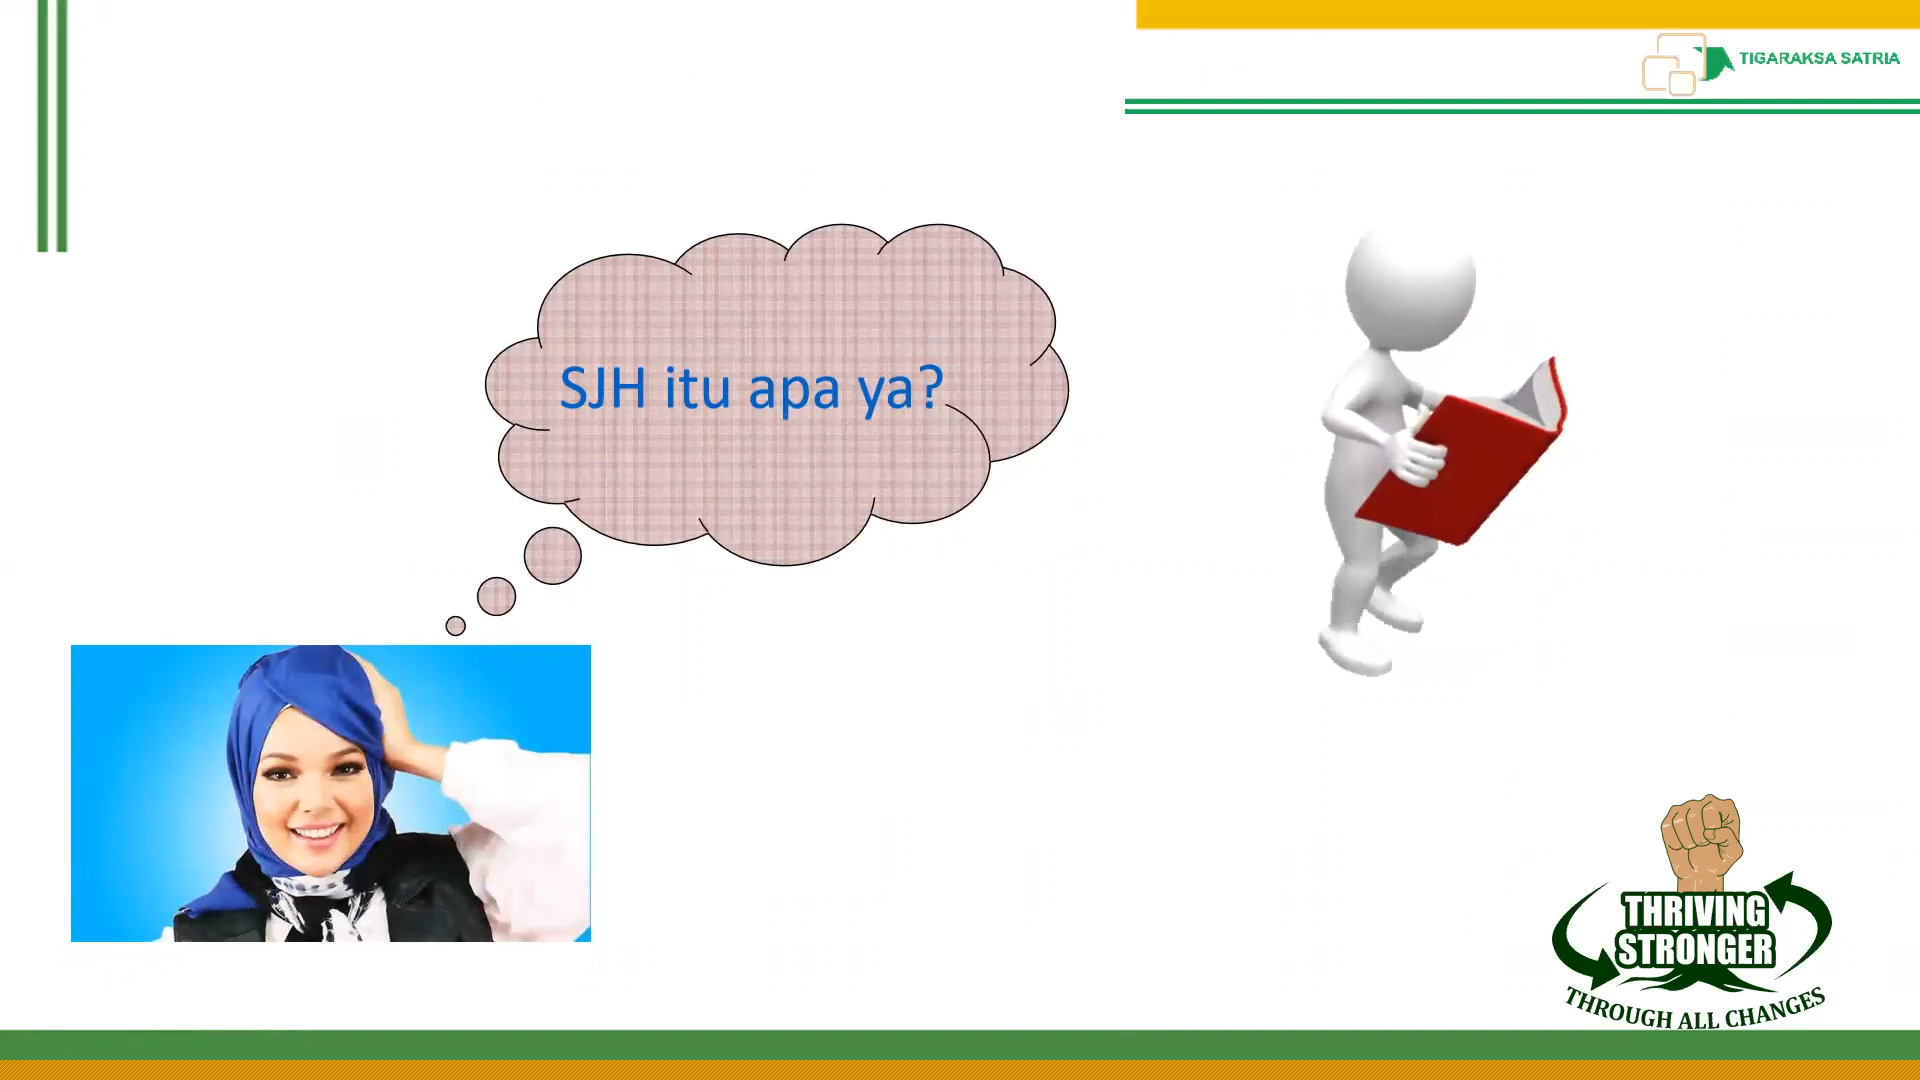 TIGARAKSA SATRIA
SJH itu apa ya?
THRIVING
STRONGER
THROUGH ALL CHANGES